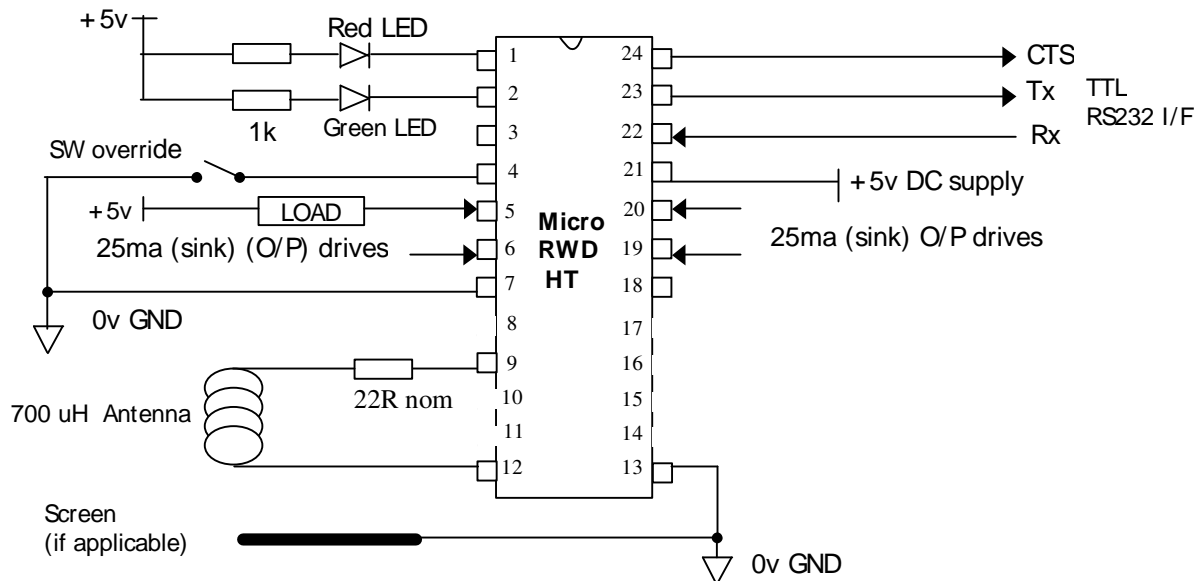 +5v
Red LED
Green LED
1k
SW override
+5v
LOAD
25ma (sink) (O/P) drives
0v GND
700 uH Antenna
22R nom
Screen
(if applicable)
1
2
3
4
5
6
7
8
9
10
11
12
Micro
RWD
HT
24
23
22
21
20
19
18
17
16
15
14
13
CTS
Tx
TTL
RS232 I/F
Rx
+5v DC supply
25ma (sink) O/P drives
0v GND